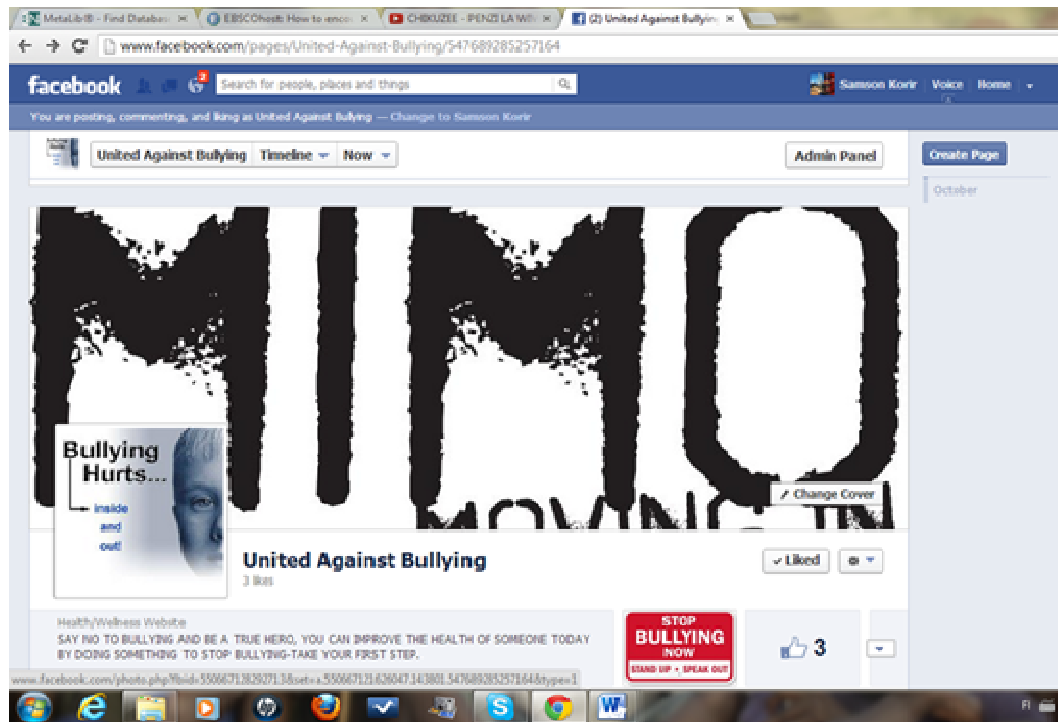 MetaLib® - Find Databas
EBSCOhost: How to
CHIKUZEE - IPENZI LA
(2) United Against Bullying
www.facebook.com/pages/United-Against-Bullying/547689285257164
facebook
2
Search for people, places and things
Samson Korir Voice Home
You are posting, commenting, and liking as United Against Bullying — Change to Samson Korir
United Against Bullying Timeline Now
Admin Panel
Create Page
October
MIMO
MOVING IN
Bullying
Hurts...
inside
and
out!
Change Cover
United Against Bullying
3 likes
Liked
Health/Wellness Website
SAY NO TO BULLYING AND BE A TRUE HERO, YOU CAN IMPROVE THE HEALTH OF SOMEONE TODAY
BY DOING SOMETHING TO STOP BULLYING-TAKE YOUR FIRST STEP.
STOP
BULLYING
NOW
STAND UP • SPEAK OUT
3
FI